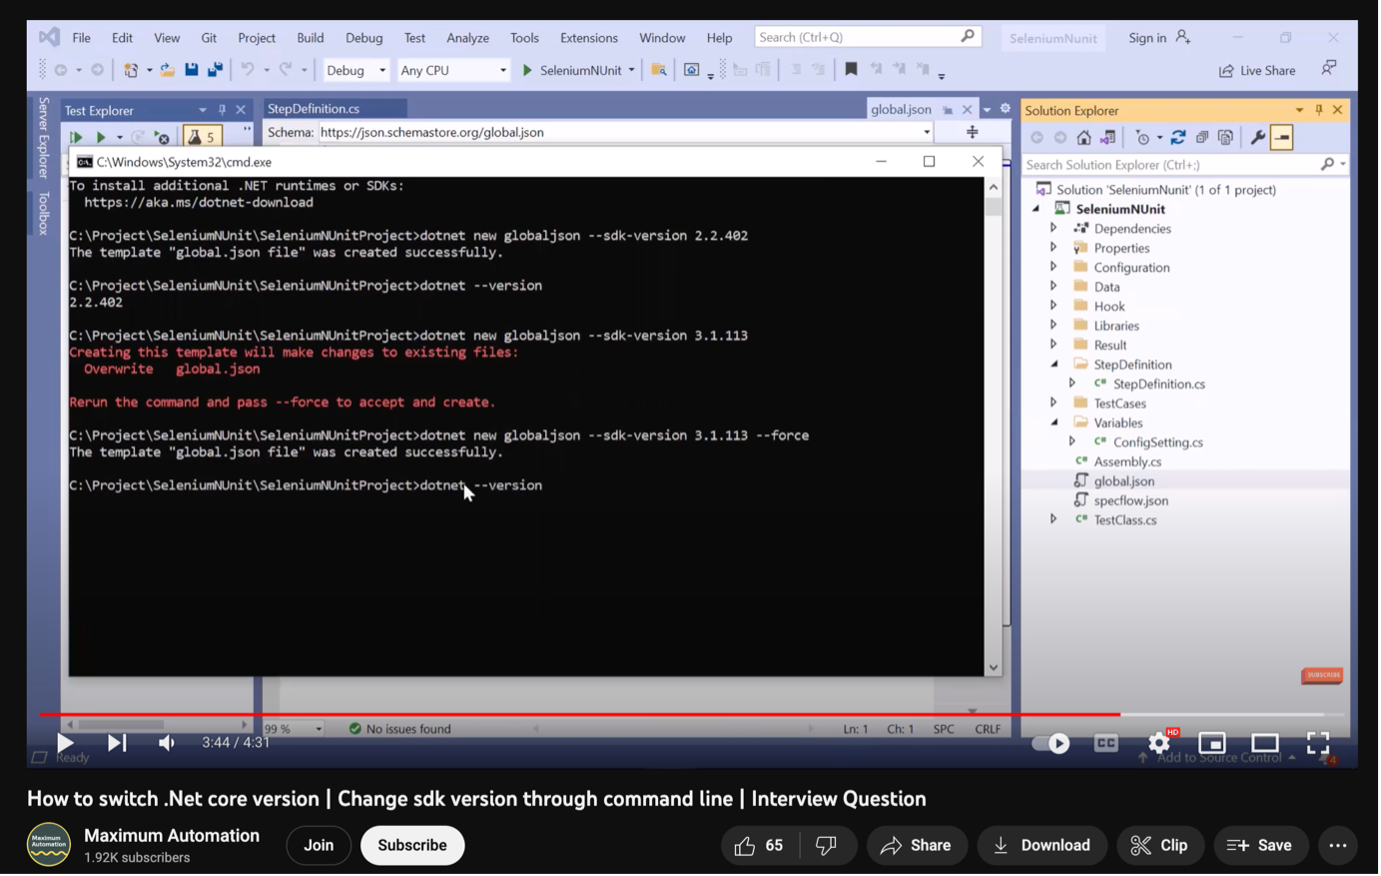 File Edit View Git Project Build Debug Test Analyze Tools Extensions Window Help Search (Ctrl+Q) SeleniumNunit Sign in
Debug Any CPU SeleniumNUnit Live Share
Server Explorer
Toolbox
Test Explorer
5
StepDefinition.cs
global.json
Schema: https://json.schemastore.org/global.json
C:\Windows\System32\cmd.exe
To install additional .NET runtimes or SDKs:
https://aka.ms/dotnet-download
C:\Project\SeleniumNUnit\SeleniumNUnitProject>dotnet new globaljson --sdk-version 2.2.402
The template "global.json file" was created successfully.
C:\Project\SeleniumNUnit\SeleniumNUnitProject>dotnet --version
2.2.402
C:\Project\SeleniumNUnit\SeleniumNUnitProject>dotnet new globaljson --sdk-version 3.1.113
Creating this template will make changes to existing files:
Overwrite global.json
Rerun the command and pass --force to accept and create.
C:\Project\SeleniumNUnit\SeleniumNUnitProject>dotnet new globaljson --sdk-version 3.1.113 --force
The template "global.json file" was created successfully.
C:\Project\SeleniumNUnit\SeleniumNUnitProject>dotnet --version
Solution Explorer
Search Solution Explorer (Ctrl+;)
Solution 'SeleniumNunit' (1 of 1 project)
SeleniumNUnit
Dependencies
Properties
Configuration
Data
Hook
Libraries
Result
StepDefinition
C# StepDefinition.cs
TestCases
Variables
C# ConfigSetting.cs
C# Assembly.cs
global.json
specflow.json
C# TestClass.cs
SUBSCRIBE
99 % No issues found Ln: 1 Ch: 1 SPC CRLF
3:44 / 4:31 CC HD
Ready Add to Source Control 4
How to switch .Net core version | Change sdk version through command line | Interview Question
Maximum Automation
Maximum Automation
1.92K subscribers
Join Subscribe 65 Share Download Clip Save